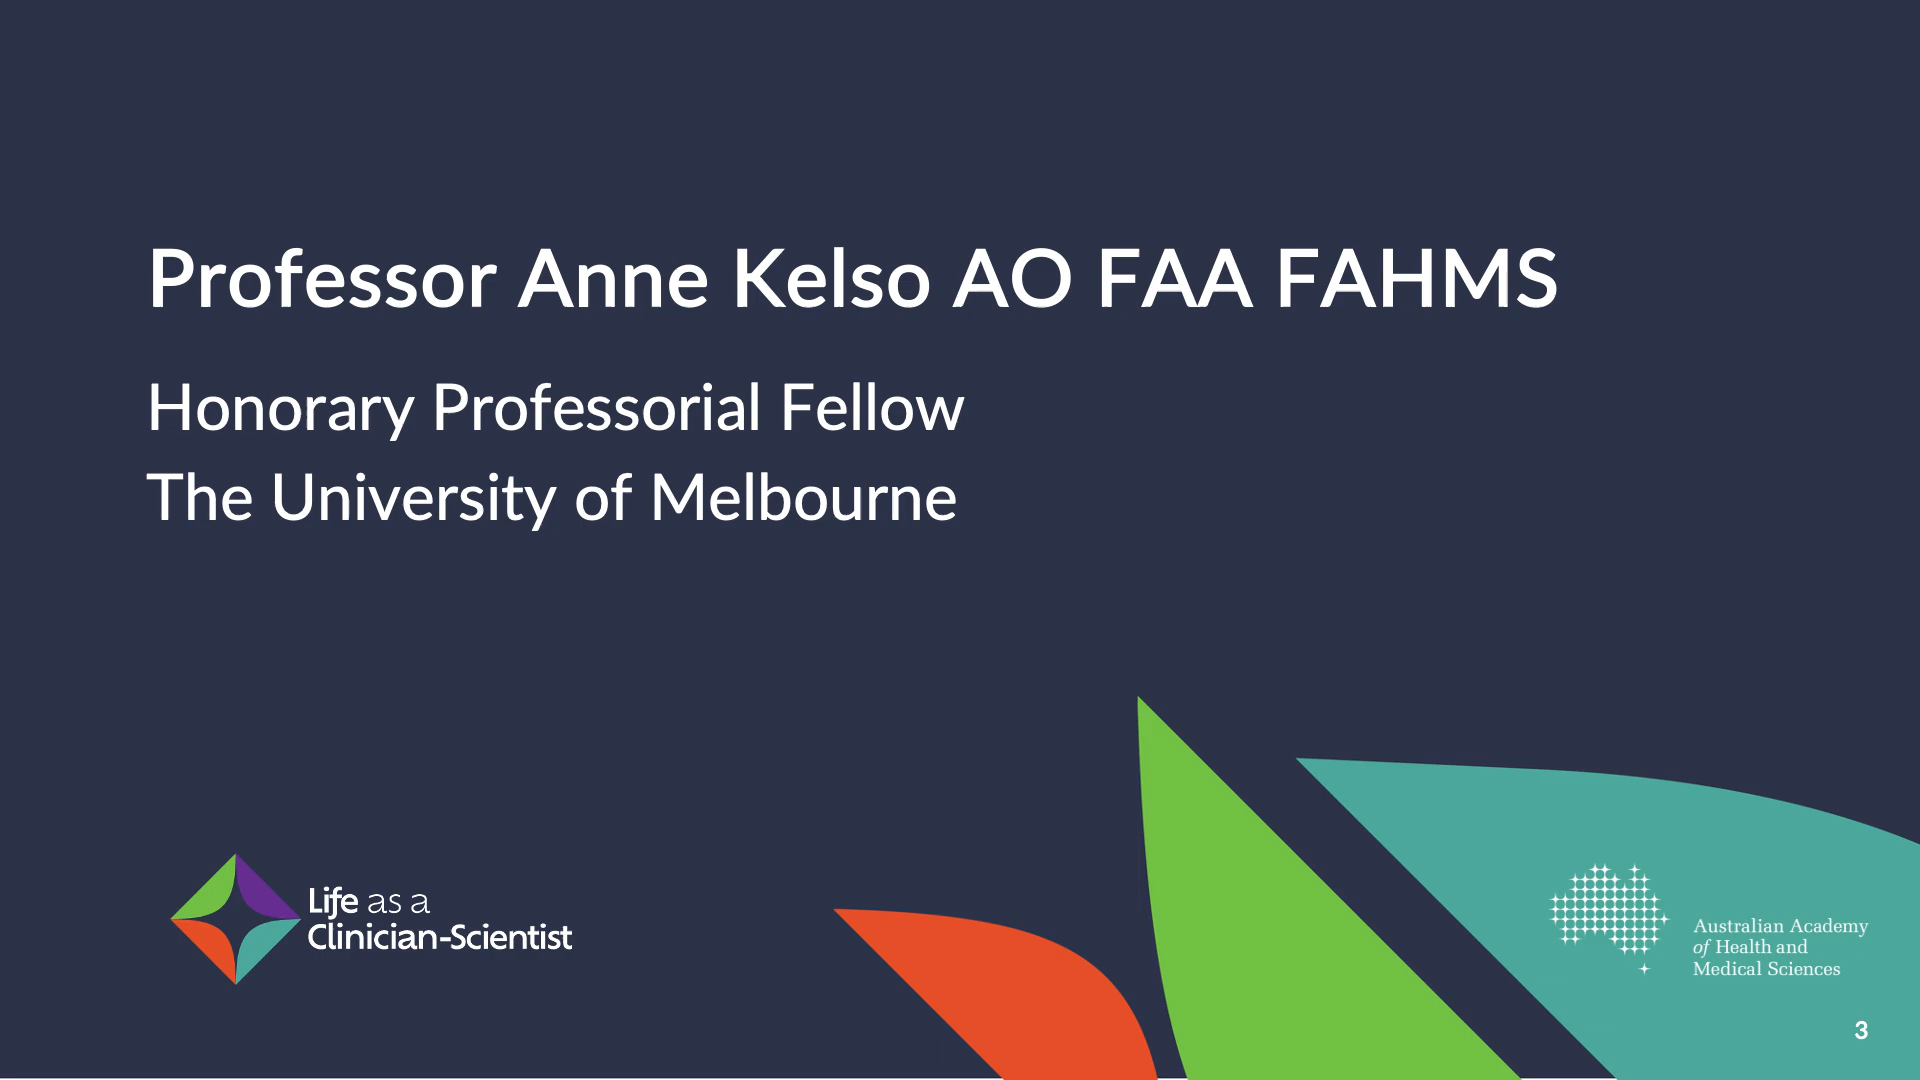 Professor Anne Kelso AO FAA FAHMS
Honorary Professorial Fellow
The University of Melbourne
Life as a
Clinician-Scientist
Australian Academy
of Health and
Medical Sciences
3